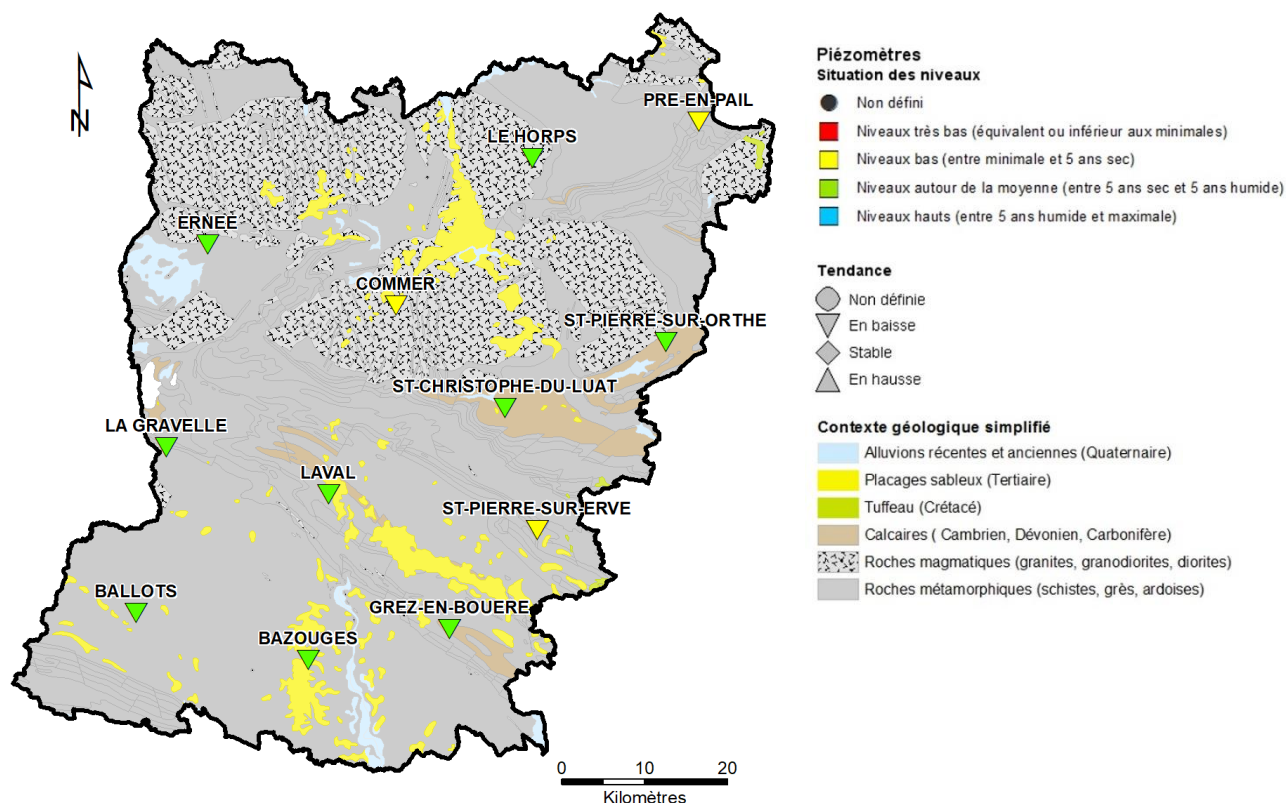 N
PRE-EN-PAIL
LE HORPS
ERNEE
COMMER
ST-PIERRE-SUR-ORTHE
ST-CHRISTOPHE-DU-LUAT
LA GRAVELLE
LAVAL
ST-PIERRE-SUR-ERVE
BALLOTS
GREZ-EN-BOUERE
BAZOUGES
0 10 20
Kilomètres
Piézomètres
Situation des niveaux
Non défini
Niveaux très bas (équivalent ou inférieur aux minimales)
Niveaux bas (entre minimale et 5 ans sec)
Niveaux autour de la moyenne (entre 5 ans sec et 5 ans humide)
Niveaux hauts (entre 5 ans humide et maximale)
Tendance
Non définie
En baisse
Stable
En hausse
Contexte géologique simplifié
Alluvions récentes et anciennes (Quaternaire)
Placages sableux (Tertiaire)
Tuffeau (Crétacé)
Calcaires ( Cambrien, Dévonien, Carbonifère)
Roches magmatiques (granites, granodiorites, diorites)
Roches métamorphiques (schistes, grès, ardoises)